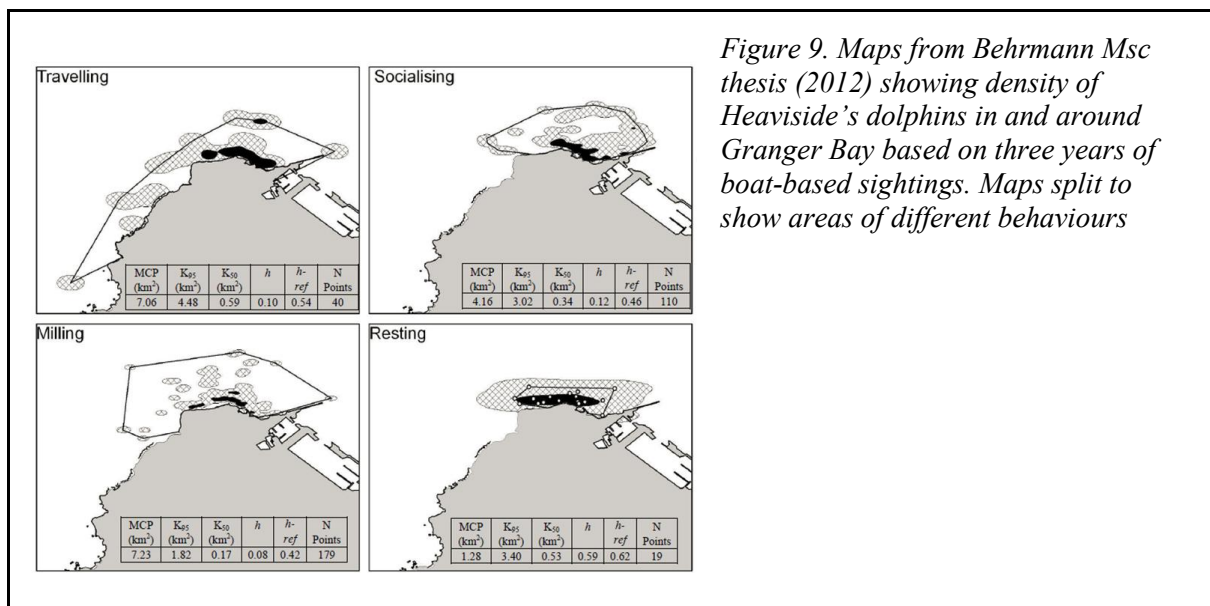 Travelling
MCP (km²) K₉₅ (km²) K₅₀ (km²) h h-ref N Points
7.06 4.48 0.59 0.10 0.54 40
Socialising
MCP (km²) K₉₅ (km²) K₅₀ (km²) h h-ref N Points
4.16 3.02 0.34 0.12 0.46 110
Milling
MCP (km²) K₉₅ (km²) K₅₀ (km²) h h-ref N Points
7.23 1.82 0.17 0.08 0.42 179
Resting
MCP (km²) K₉₅ (km²) K₅₀ (km²) h h-ref N Points
1.28 3.40 0.53 0.59 0.62 19
Figure 9. Maps from Behrmann Msc
thesis (2012) showing density of
Heaviside’s dolphins in and around
Granger Bay based on three years of
boat-based sightings. Maps split to
show areas of different behaviours